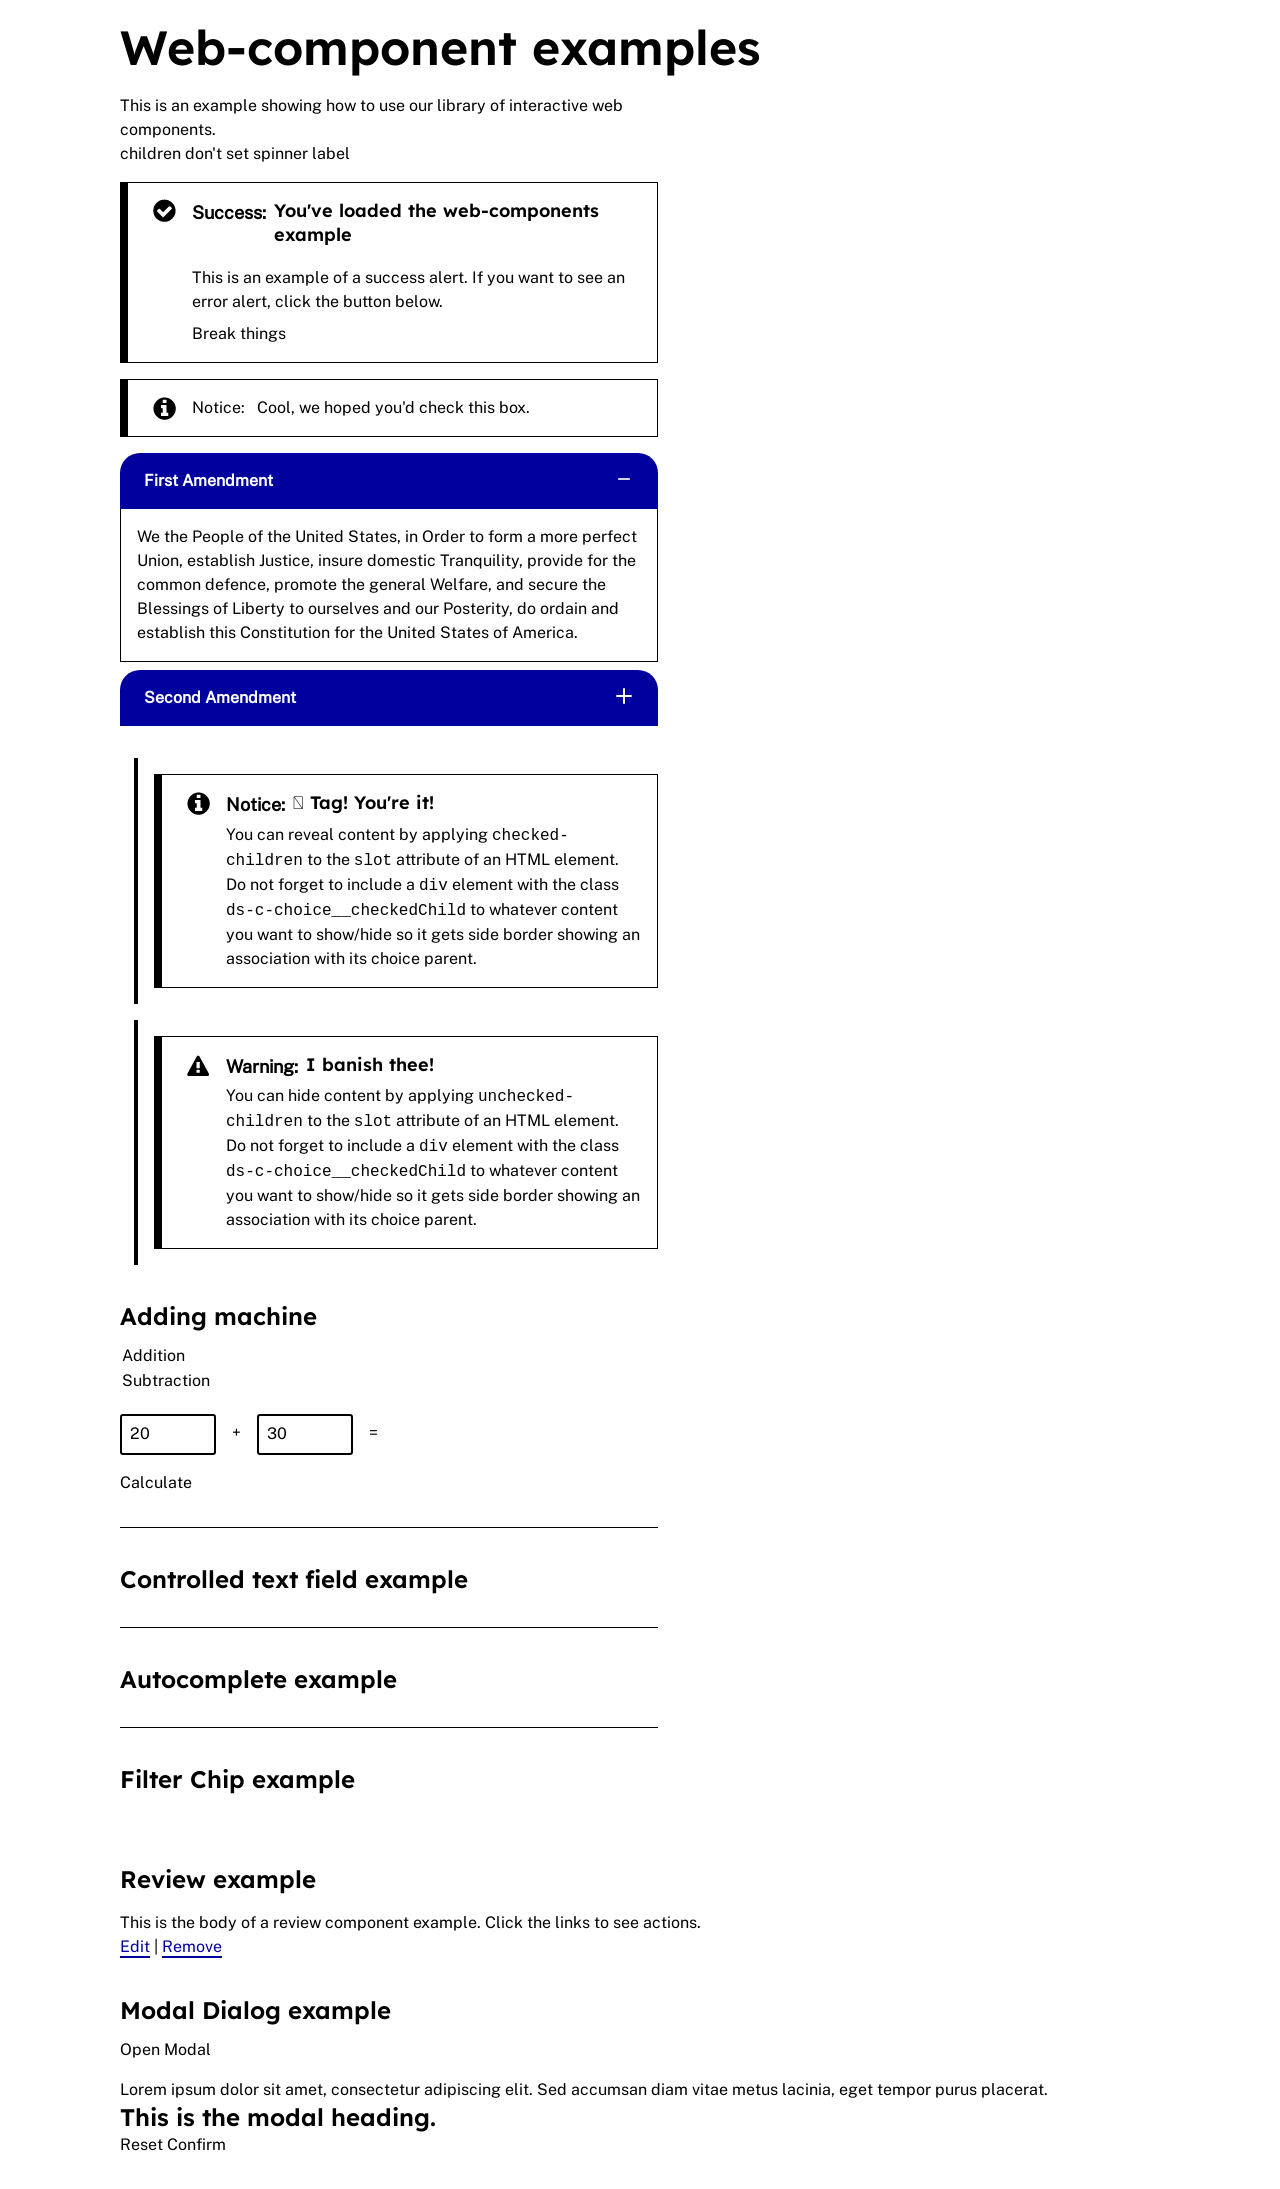 Web-component examples
This is an example showing how to use our library of interactive web
components.
children don't set spinner label
Success: You've loaded the web-components
example
This is an example of a success alert. If you want to see an
error alert, click the button below.
Break things
Notice: Cool, we hoped you'd check this box.
First Amendment
We the People of the United States, in Order to form a more perfect
Union, establish Justice, insure domestic Tranquility, provide for the
common defence, promote the general Welfare, and secure the
Blessings of Liberty to ourselves and our Posterity, do ordain and
establish this Constitution for the United States of America.
Second Amendment
Notice: Tag! You're it!
You can reveal content by applying checked-
children to the slot attribute of an HTML element.
Do not forget to include a div element with the class
ds-c-choice__checkedChild to whatever content
you want to show/hide so it gets side border showing an
association with its choice parent.
Warning: I banish thee!
You can hide content by applying unchecked-
children to the slot attribute of an HTML element.
Do not forget to include a div element with the class
ds-c-choice__checkedChild to whatever content
you want to show/hide so it gets side border showing an
association with its choice parent.
Adding machine
Addition
Subtraction
20 + 30 =
Calculate
Controlled text field example
Autocomplete example
Filter Chip example
Review example
This is the body of a review component example. Click the links to see actions.
Edit | Remove
Modal Dialog example
Open Modal
Lorem ipsum dolor sit amet, consectetur adipiscing elit. Sed accumsan diam vitae metus lacinia, eget tempor purus placerat.
This is the modal heading.
Reset Confirm